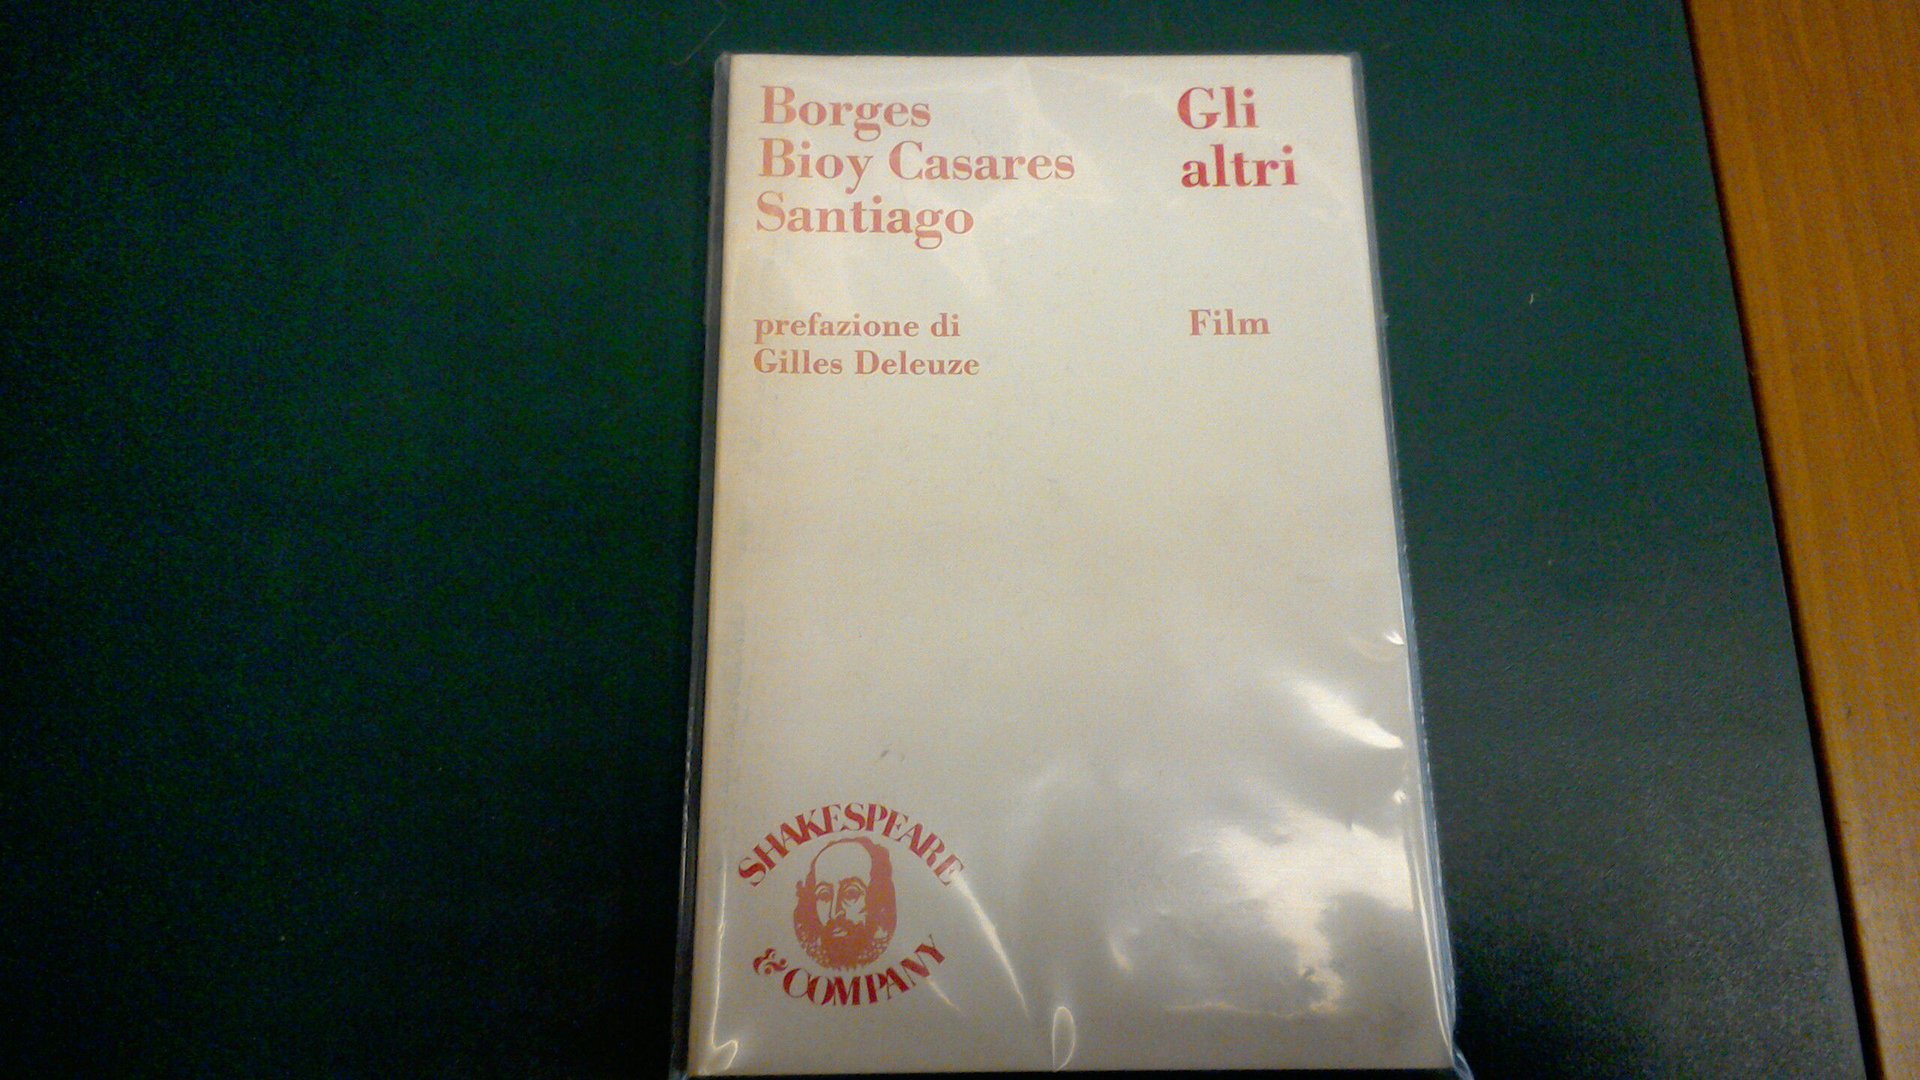 Borges
Bioy Casares
Santiago
Gli
altri
prefazione di
Gilles Deleuze
Film
SHAKESPEARE
& COMPANY